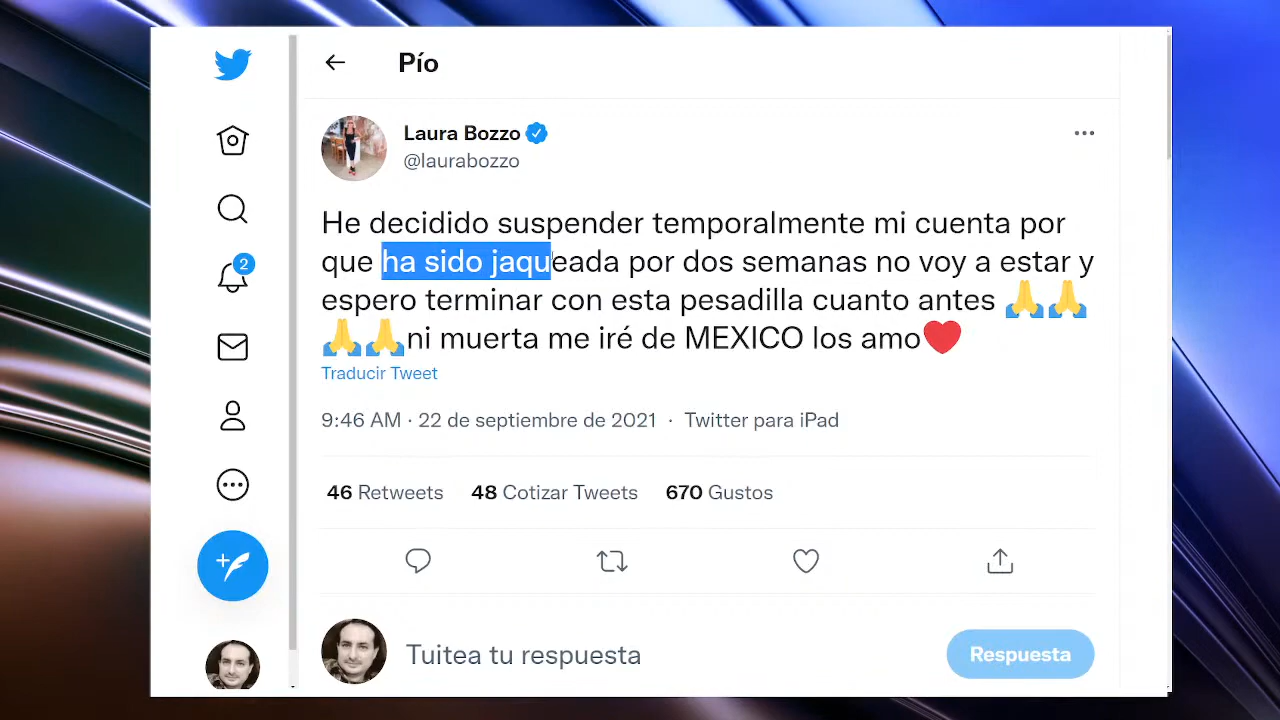 Pío
Laura Bozzo
@laurabozzo
He decidido suspender temporalmente mi cuenta por
que ha sido jaqueada por dos semanas no voy a estar y
espero terminar con esta pesadilla cuanto antes 🙏🙏
🙏🙏ni muerta me iré de MEXICO los amo❤️
Traducir Tweet
9:46 AM · 22 de septiembre de 2021 · Twitter para iPad
46 Retweets 48 Cotizar Tweets 670 Gustos
2
Tuitea tu respuesta
Respuesta